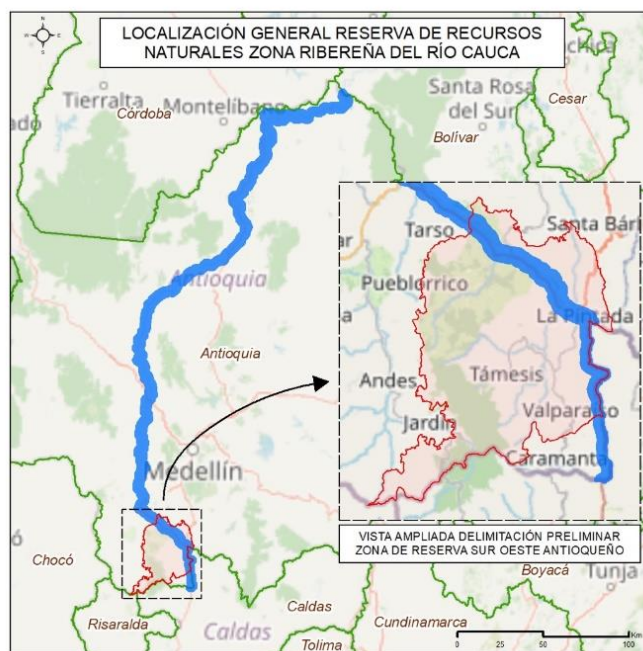 LOCALIZACIÓN GENERAL RESERVA DE RECURSOS
NATURALES ZONA RIBEREÑA DEL RÍO CAUCA
Tierralta
Montelíbano
Córdoba
Santa Rosa
del Sur
Cesar
Bolívar
Antioquia
Antioquia
Medellín
Chocó
Risaralda
Caldas
Caldas
Tolima
Cundinamarca
Boyacá
Tunja
Tarso
Santa Bár
Pueblorrico
La Pintada
Andes
Támesis
Jardín
Valparaíso
Caramanta
VISTA AMPLIADA DELIMITACIÓN PRELIMINAR
ZONA DE RESERVA SUR OESTE ANTIOQUEÑO
0 25 50 100
Km